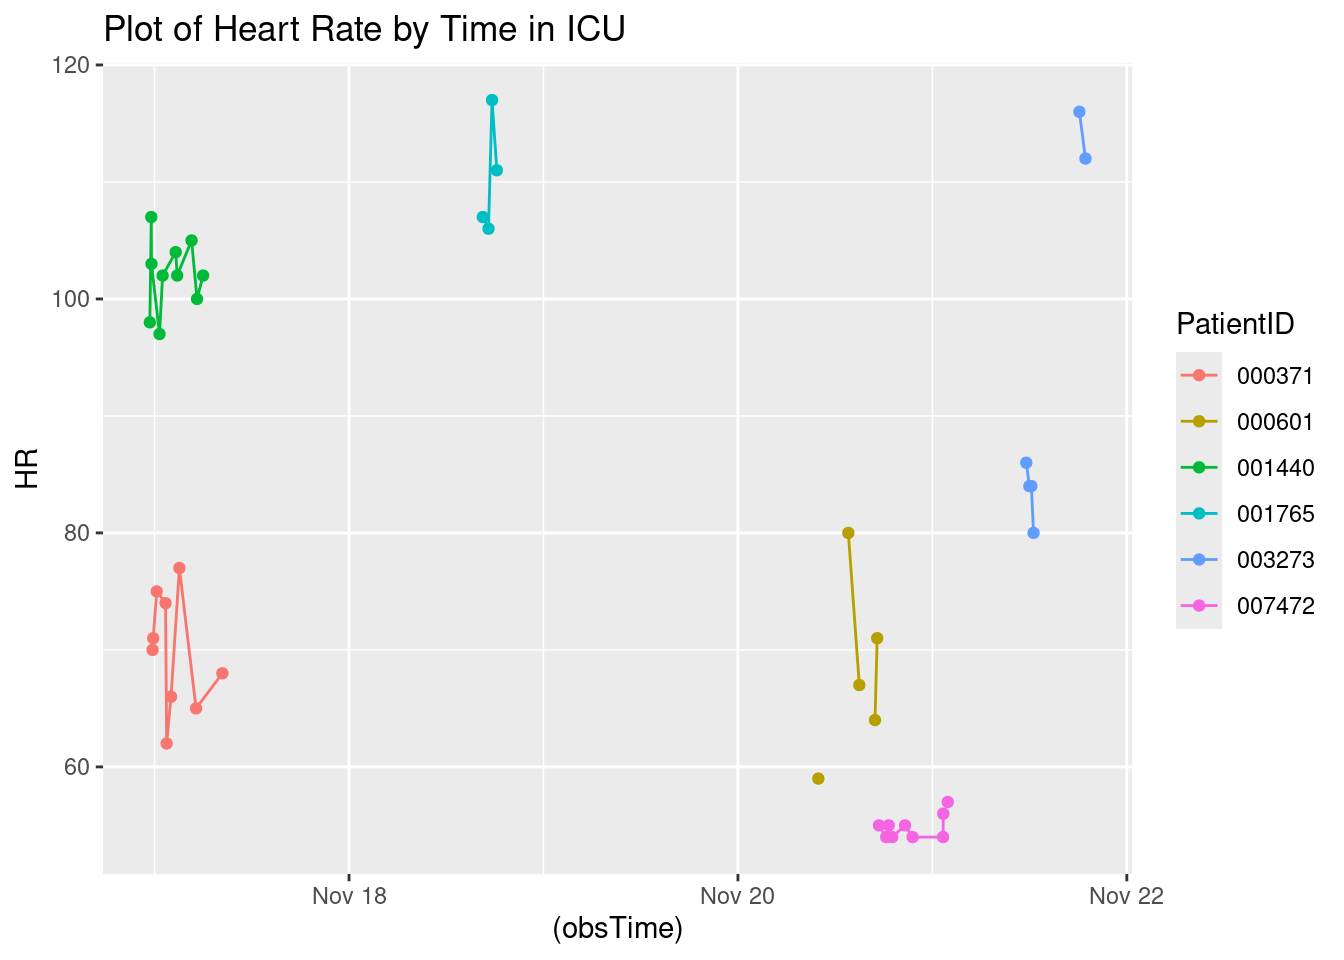 Plot of Heart Rate by Time in ICU
120
100
80
60
HR
Nov 18
Nov 20
Nov 22
(obsTime)
PatientID
000371
000601
001440
001765
003273
007472